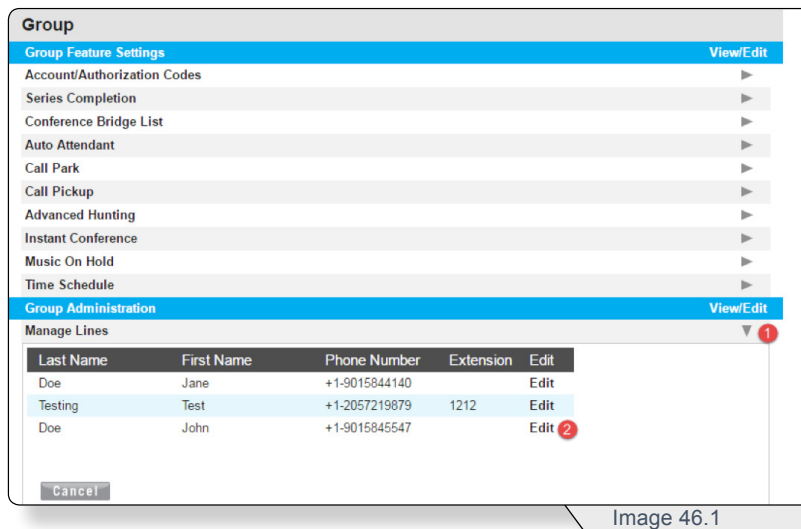 Group
Group Feature Settings View/Edit
Account/Authorization Codes
Series Completion
Conference Bridge List
Auto Attendant
Call Park
Call Pickup
Advanced Hunting
Instant Conference
Music On Hold
Time Schedule
Group Administration View/Edit
Manage Lines 1
Last Name First Name Phone Number Extension Edit
Doe Jane +1-9015844140 Edit
Testing Test +1-2057219879 1212 Edit
Doe John +1-9015845547 Edit 2
Cancel
Image 46.1